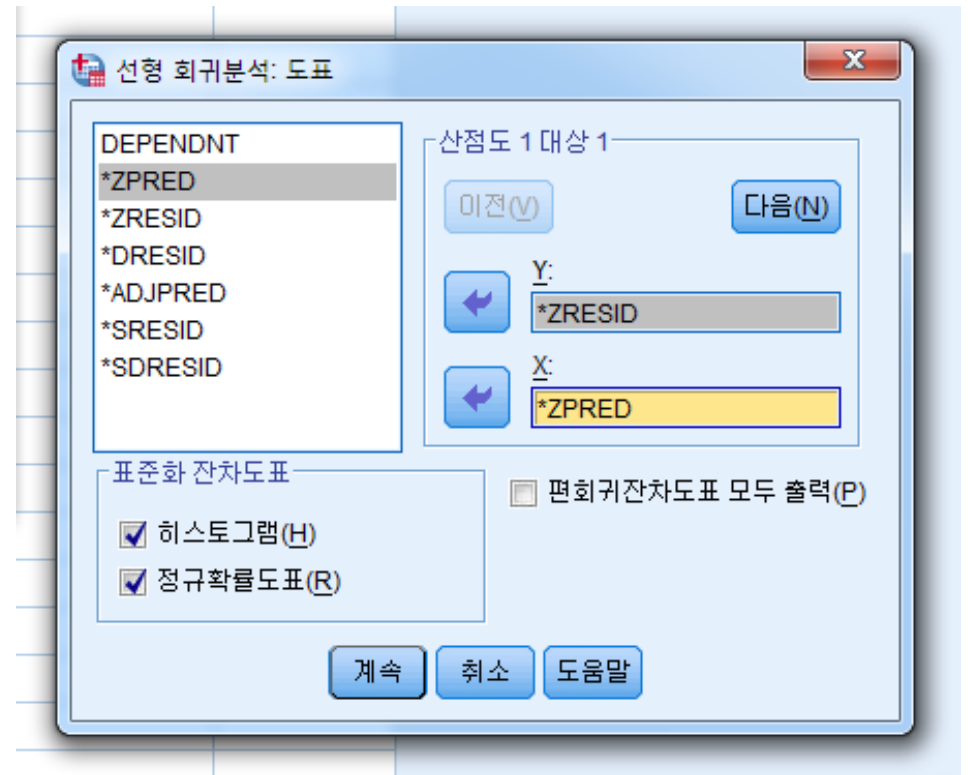 선형 회귀분석: 도표
x
DEPENDNT
*ZPRED
*ZRESID
*DRESID
*ADJPRED
*SRESID
*SDRESID
산점도 1 대상 1
이전(V)
다음(N)
Y:
*ZRESID
X:
*ZPRED
표준화 잔차도표
히스토그램(H)
정규확률도표(R)
편회귀잔차도표 모두 출력(P)
계속
취소
도움말